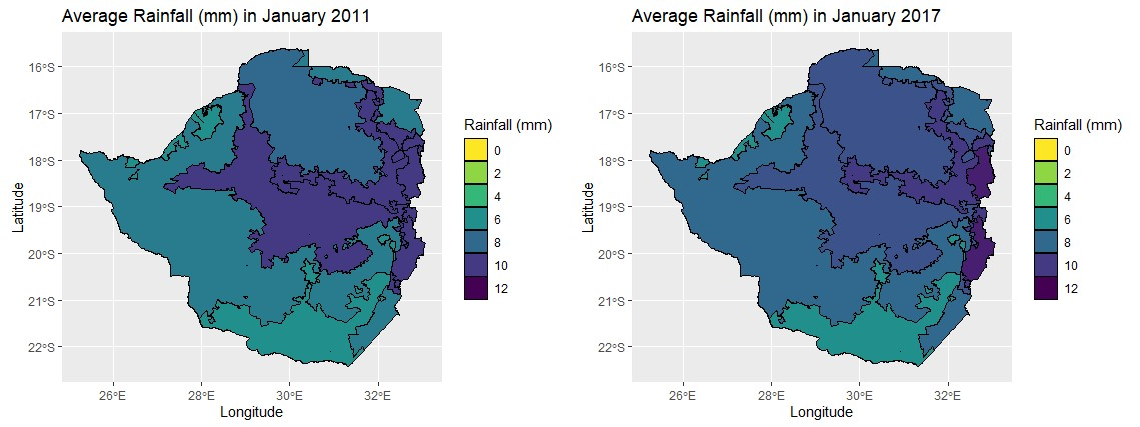 Average Rainfall (mm) in January 2011
16°S
17°S
18°S
19°S
20°S
21°S
22°S
Latitude
26°E 28°E 30°E 32°E
Longitude
Rainfall (mm)
0
2
4
6
8
10
12
Average Rainfall (mm) in January 2017
16°S
17°S
18°S
19°S
20°S
21°S
22°S
Latitude
26°E 28°E 30°E 32°E
Longitude
Rainfall (mm)
0
2
4
6
8
10
12